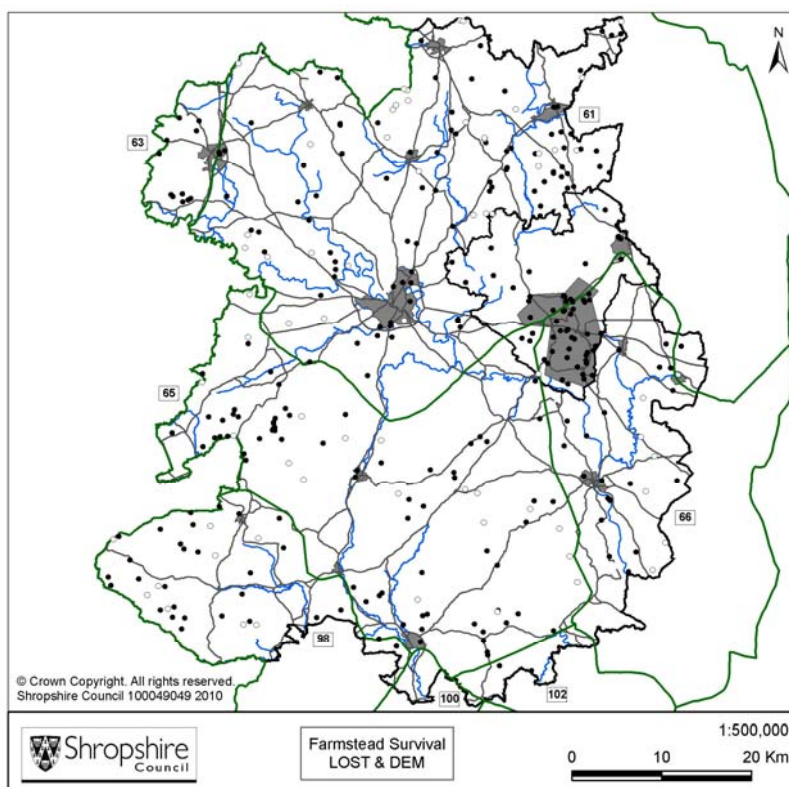 N
61
63
65
66
98
100
102
© Crown Copyright. All rights reserved.
Shropshire Council 100049049 2010
Shropshire
Council
Farmstead Survival
LOST & DEM
1:500,000
0 10 20 Km